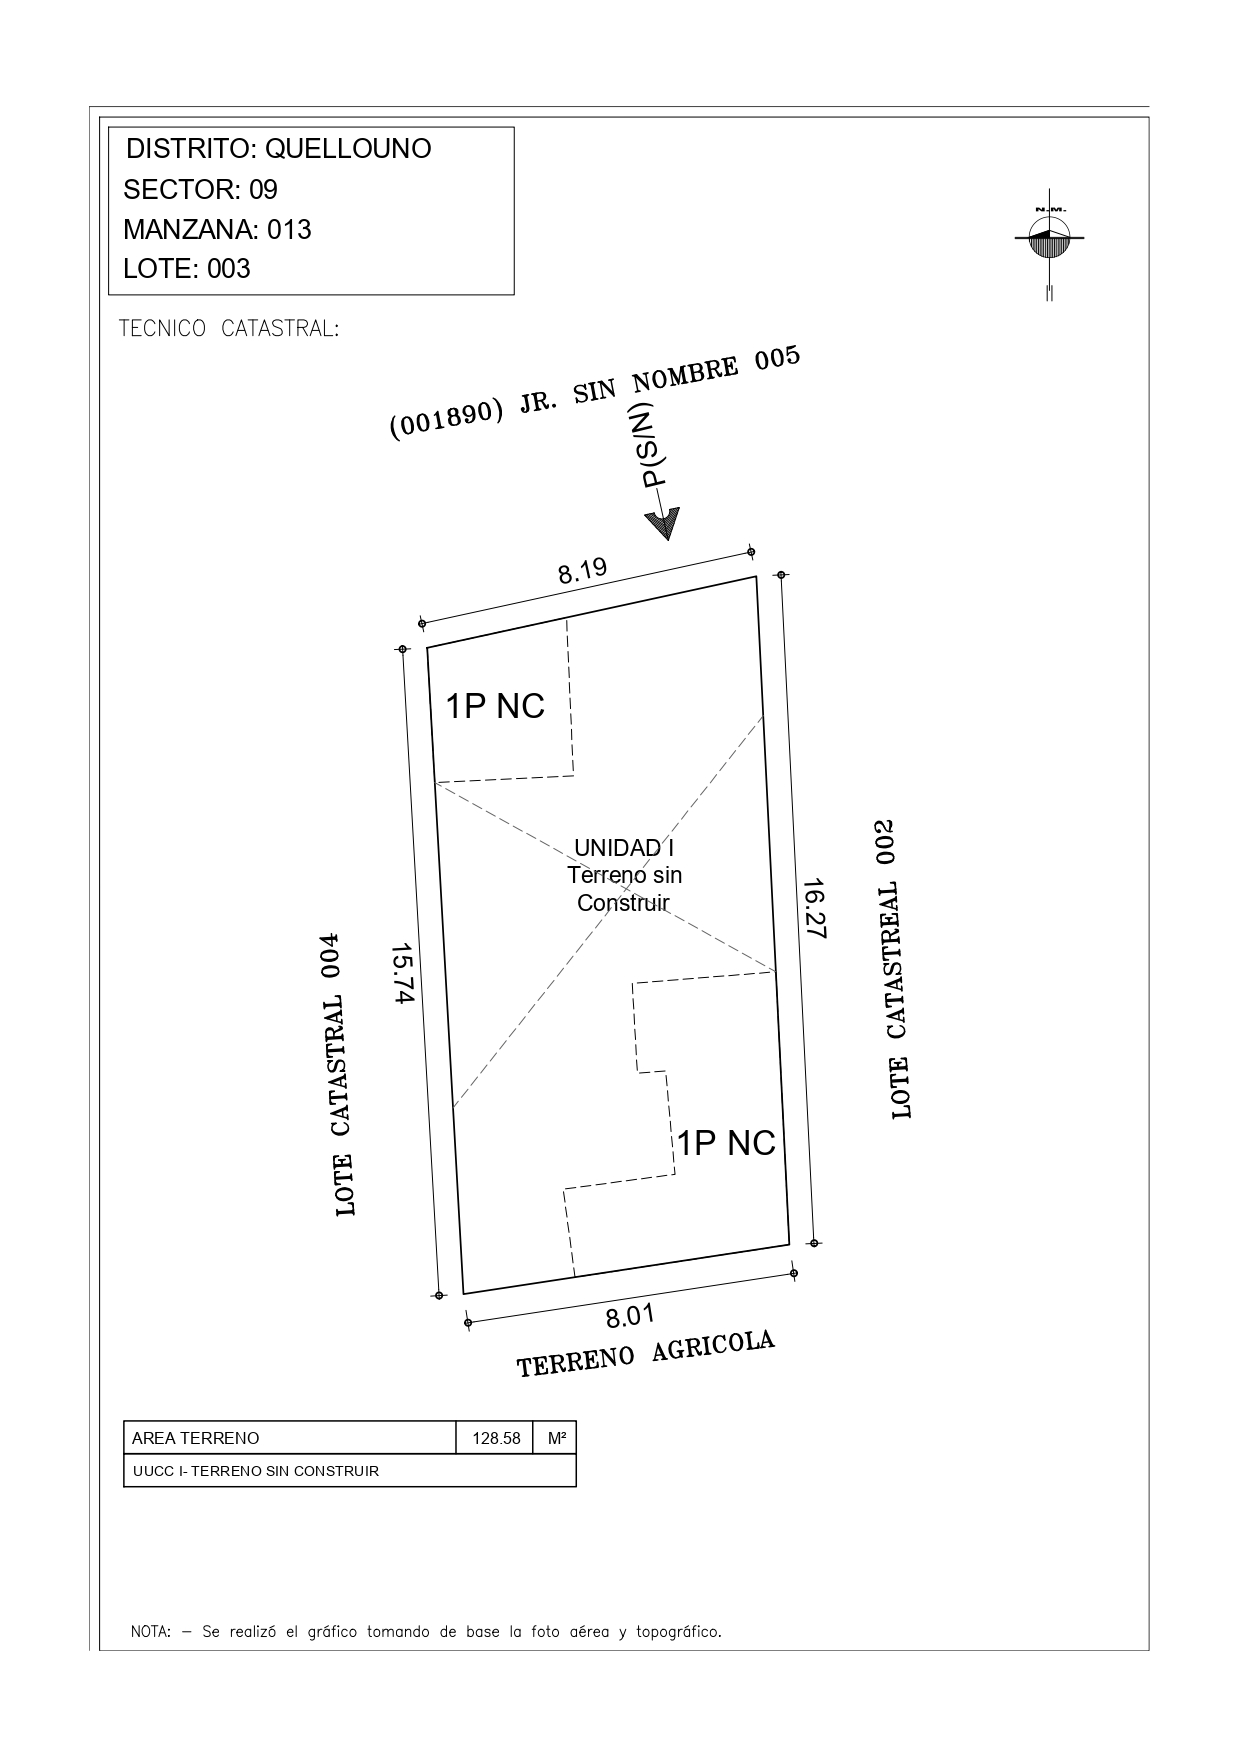 DISTRITO: QUELLOUNO
SECTOR: 09
MANZANA: 013
LOTE: 003
N.M.
TECNICO CATASTRAL:
(001890) JR. SIN NOMBRE 005
P(S/N)
8.19
1P NC
UNIDAD I
Terreno sin
Construir
16.27
LOTE CATASTREAL 002
15.74
LOTE CATASTRAL 004
1P NC
8.01
TERRENO AGRICOLA
AREA TERRENO 128.58 M²
UUCC I- TERRENO SIN CONSTRUIR
NOTA: - Se realizó el gráfico tomando de base la foto aérea y topográfico.